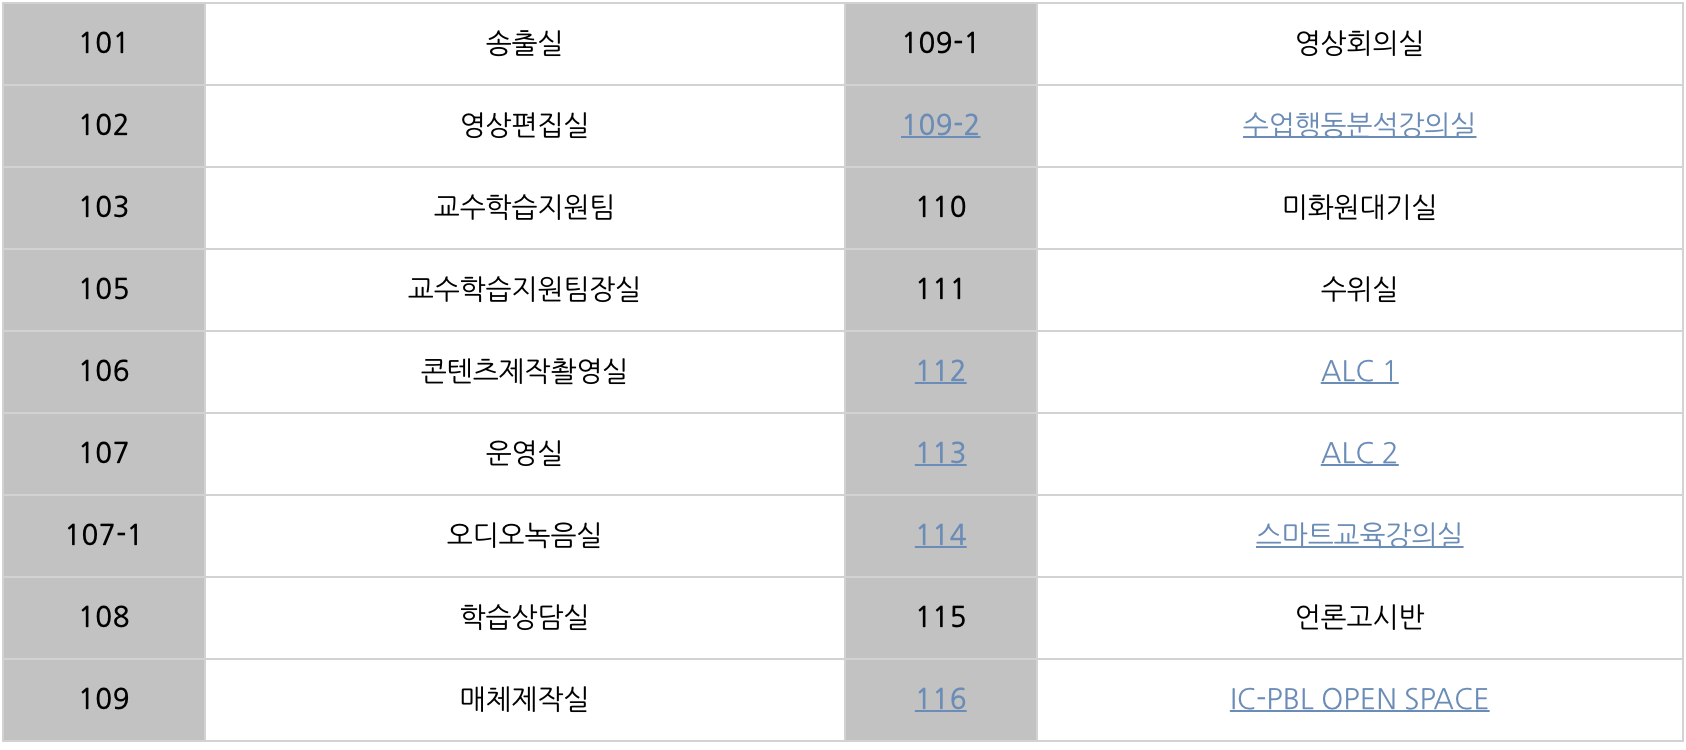 101 송출실 109-1 영상회의실
102 영상편집실 109-2 수업행동분석강의실
103 교수학습지원팀 110 미화원대기실
105 교수학습지원팀장실 111 수위실
106 콘텐츠제작촬영실 112 ALC 1
107 운영실 113 ALC 2
107-1 오디오녹음실 114 스마트교육강의실
108 학습상담실 115 언론고시반
109 매체제작실 116 IC-PBL OPEN SPACE